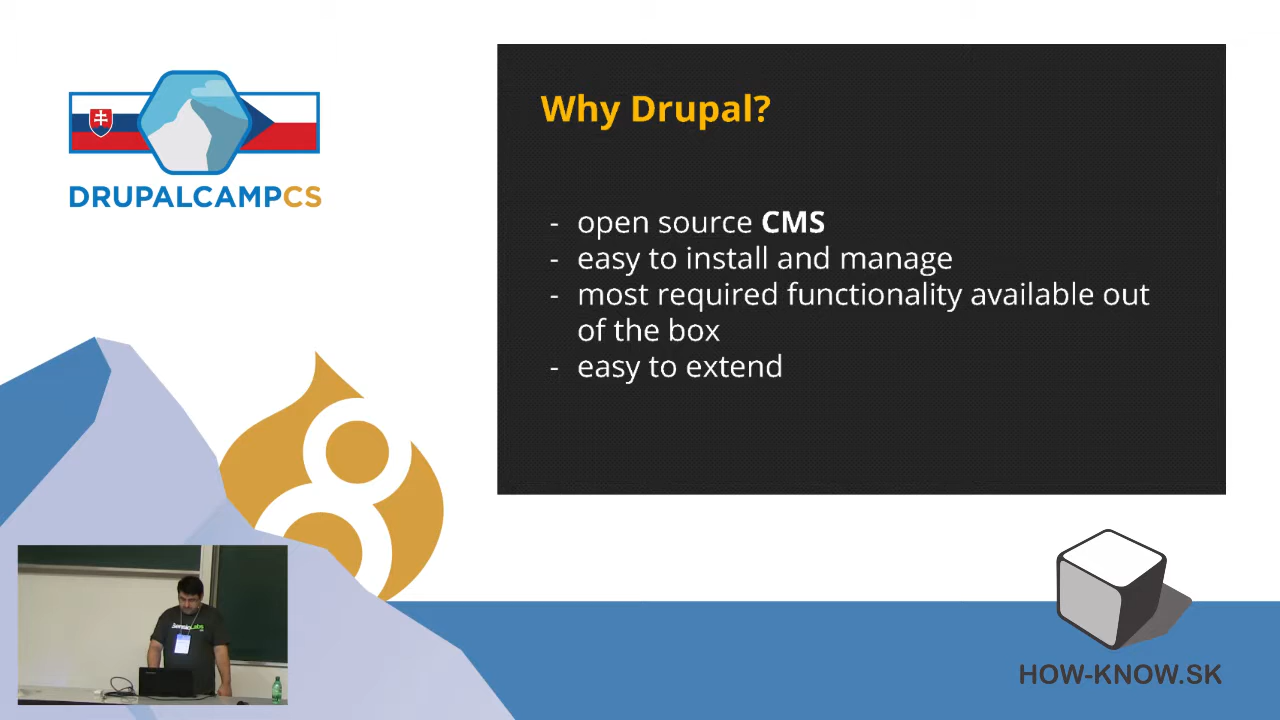 DRUPALCAMPCS
Why Drupal?
- open source CMS
- easy to install and manage
- most required functionality available out
of the box
- easy to extend
HOW-KNOW.SK